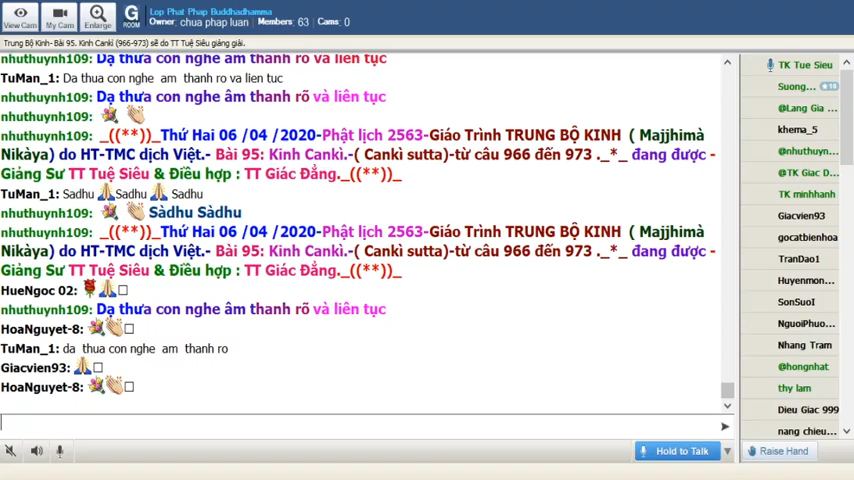 View Cam
My Cam
Enlarge
G
ROOM
Lop Phat Phap Buddhadhamma
Owner: chua phap luan Members: 63 Cams: 0
Trung Bộ Kinh- Bài 95. Kinh Cankì (966-973) sẽ do TT Tuệ Siêu giảng giải.
nhuthuynh109: Dạ thưa con nghe âm thanh rõ và liên tục
TuMan_1: Da thua con nghe am thanh ro va lien tuc
nhuthuynh109: Dạ thưa con nghe âm thanh rõ và liên tục
nhuthuynh109: 💐 👏
nhuthuynh109: _((**))_Thứ Hai 06 /04 /2020-Phật lịch 2563-Giáo Trình TRUNG BỘ KINH ( Majjhimà
Nikàya) do HT-TMC dịch Việt.- Bài 95: Kinh Cankì.-( Cankì sutta)-từ câu 966 đến 973 ._*_ đang được -
Giảng Sư TT Tuệ Siêu & Điều hợp : TT Giác Đẳng._((**))_
TuMan_1: Sadhu 🙏Sadhu 🙏 Sadhu
nhuthuynh109: 💐 👏 Sàdhu Sàdhu
nhuthuynh109: _((**))_Thứ Hai 06 /04 /2020-Phật lịch 2563-Giáo Trình TRUNG BỘ KINH ( Majjhimà
Nikàya) do HT-TMC dịch Việt.- Bài 95: Kinh Cankì.-( Cankì sutta)-từ câu 966 đến 973 ._*_ đang được -
Giảng Sư TT Tuệ Siêu & Điều hợp : TT Giác Đẳng._((**))_
HueNgoc 02: 🌹🙏□
nhuthuynh109: Dạ thưa con nghe âm thanh rõ và liên tục
HoaNguyet-8: 💐👏□
TuMan_1: da thua con nghe am thanh ro
Giacvien93: 🙏□
HoaNguyet-8: 💐👏□
Hold to Talk
TK Tue Sieu
Suong... 18
@Lang Gia ...
khema_5
@nhuthuyn...
@TK Giac D...
TK minhhanh
Giacvien93
gocatbienhoa
TranDao1
Huyenmon...
SonSuoI
NguoiPhuo...
Nhang Tram
@hongnhat
thy lam
Dieu Giac 999
nang chieu...
Raise Hand